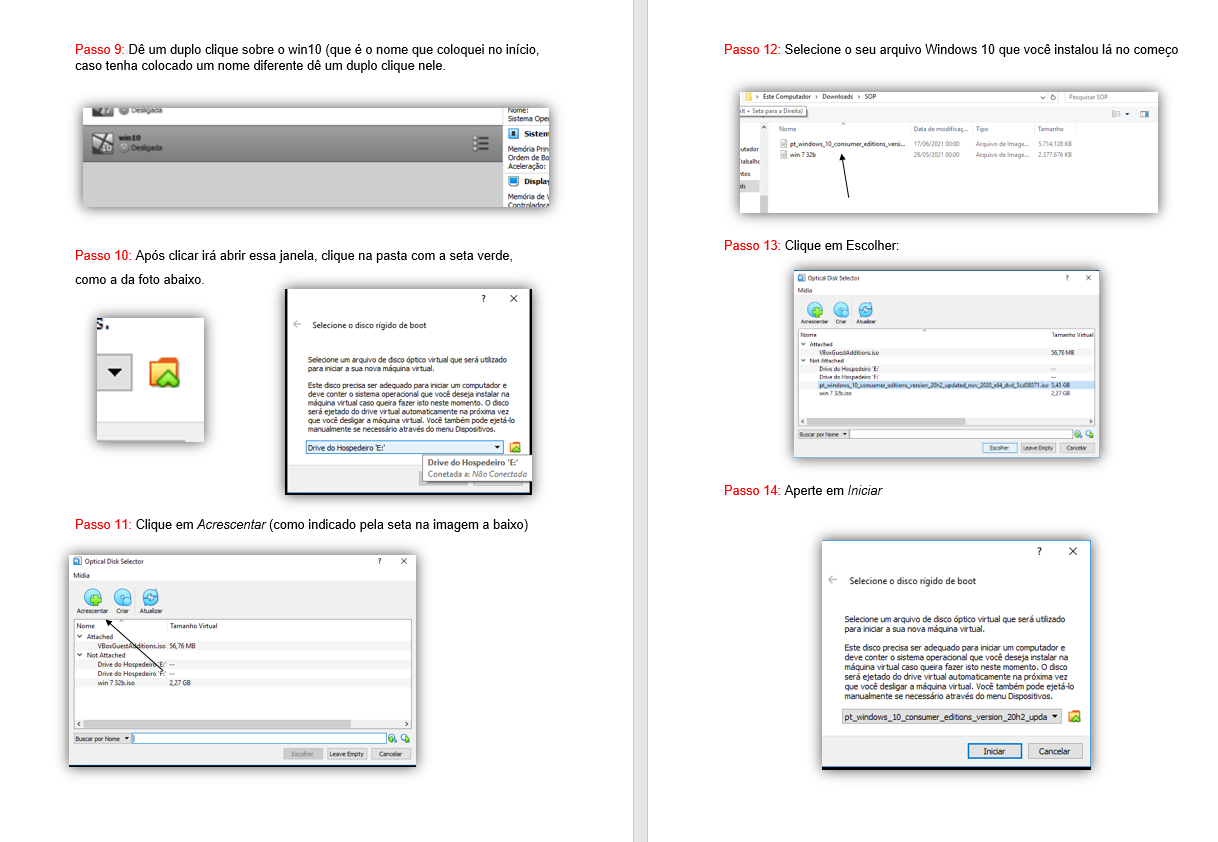 Passo 9: Dê um duplo clique sobre o win10 (que é o nome que coloquei no início,
caso tenha colocado um nome diferente dê um duplo clique nele.
Desligada
win10
Desligada
Nome:
Sistema Oper
Sistem
Memória Prin
Ordem de Bo
Aceleração:
Display
Memória de V
Controladora
Passo 10: Após clicar irá abrir essa janela, clique na pasta com a seta verde,
como a da foto abaixo.
s.
? X
Selecione o disco rígido de boot
Selecione um arquivo de disco óptico virtual que será utilizado
para iniciar a sua nova máquina virtual.
Este disco precisa ser adequado para iniciar um computador e
deve conter o sistema operacional que você deseja instalar na
máquina virtual caso queira fazer isto neste momento. O disco
será ejetado do drive virtual automaticamente na próxima vez
que você desligar a máquina virtual. Você também pode ejetá-lo
manualmente se necessário através do menu Dispositivos.
Drive do Hospedeiro 'E:'
Drive do Hospedeiro 'E:'
Conetada a: Não Conectada
Passo 11: Clique em Acrescentar (como indicado pela seta na imagem a baixo)
Optical Disk Selector ? X
Mídia
Acrescentar Criar Atualizar
Nome Tamanho Virtual
Attached
VBoxGuestAdditions.iso 56,76 MB
Not Attached
Drive do Hospedeiro 'E:' --
Drive do Hospedeiro 'F:' --
win 7 32b.iso 2,27 GB
Buscar por Nome
Escolher Leave Empty Cancelar
Passo 12: Selecione o seu arquivo Windows 10 que você instalou lá no começo
Este Computador > Downloads > SOP Pesquisar SOP
lt + Seta para a Direita)
Nome Data de modificaç... Tipo Tamanho
utador
Trabalho
ntos
ds
pt_windows_10_consumer_editions_versi... 17/06/2021 00:00 Arquivo de Image... 5.714.128 KB
win 7 32b 28/05/2021 00:00 Arquivo de Image... 2.377.676 KB
Passo 13: Clique em Escolher:
Optical Disk Selector ? X
Mídia
Acrescentar Criar Atualizar
Nome Tamanho Virtual
Attached
VBoxGuestAdditions.iso 56,76 MB
Not Attached
Drive do Hospedeiro 'E:' --
Drive do Hospedeiro 'F:' --
pt_windows_10_consumer_editions_version_20h2_updated_nov_2020_x64_dvd_5cd58571.iso 5,45 GB
win 7 32b.iso 2,27 GB
Buscar por Nome
Escolher Leave Empty Cancelar
Passo 14: Aperte em Iniciar
? X
Selecione o disco rígido de boot
Selecione um arquivo de disco óptico virtual que será utilizado
para iniciar a sua nova máquina virtual.
Este disco precisa ser adequado para iniciar um computador e
deve conter o sistema operacional que você deseja instalar na
máquina virtual caso queira fazer isto neste momento. O disco
será ejetado do drive virtual automaticamente na próxima vez
que você desligar a máquina virtual. Você também pode ejetá-lo
manualmente se necessário através do menu Dispositivos.
pt_windows_10_consumer_editions_version_20h2_upda
Iniciar Cancelar